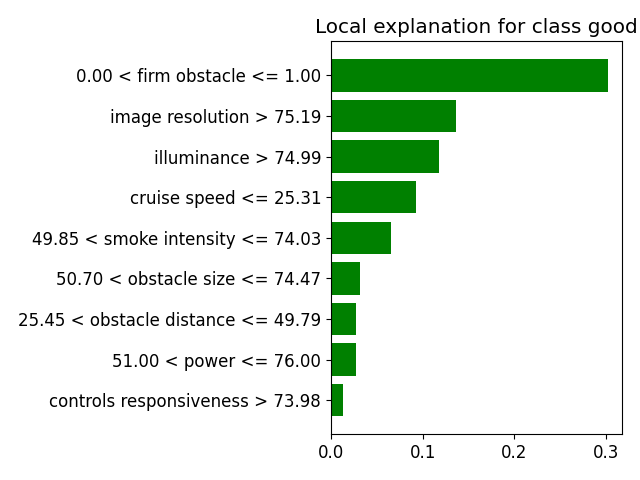 Local explanation for class good
0.00 < firm obstacle <= 1.00
image resolution > 75.19
illuminance > 74.99
cruise speed <= 25.31
49.85 < smoke intensity <= 74.03
50.70 < obstacle size <= 74.47
25.45 < obstacle distance <= 49.79
51.00 < power <= 76.00
controls responsiveness > 73.98
0.0 0.1 0.2 0.3